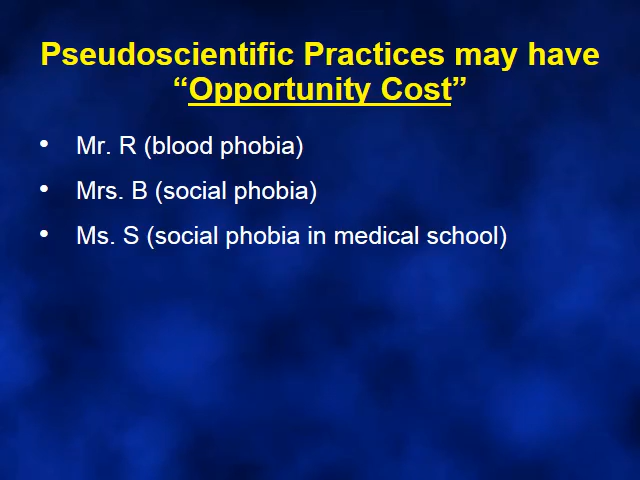 Pseudoscientific Practices may have
“Opportunity Cost”
• Mr. R (blood phobia)
• Mrs. B (social phobia)
• Ms. S (social phobia in medical school)